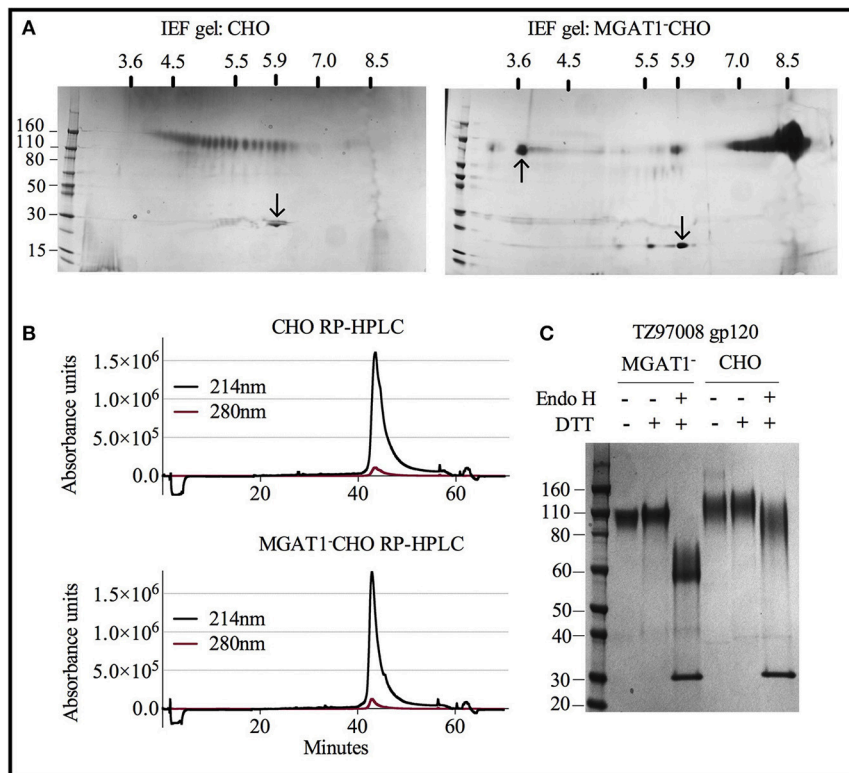 A
IEF gel: CHO
IEF gel: MGAT1⁻CHO
3.6 4.5 5.5 5.9 7.0 8.5
3.6 4.5 5.5 5.9 7.0 8.5
160
110
80
50
30
15
B
CHO RP-HPLC
Absorbance units
1.5×10⁶
1.0×10⁶
5.0×10⁵
0.0
214nm
280nm
20 40 60
MGAT1⁻CHO RP-HPLC
Absorbance units
1.5×10⁶
1.0×10⁶
5.0×10⁵
0.0
214nm
280nm
20 40 60
Minutes
C
TZ97008 gp120
MGAT1⁻ CHO
Endo H - - + - - +
DTT - + + - + +
160
110
80
60
50
40
30
20